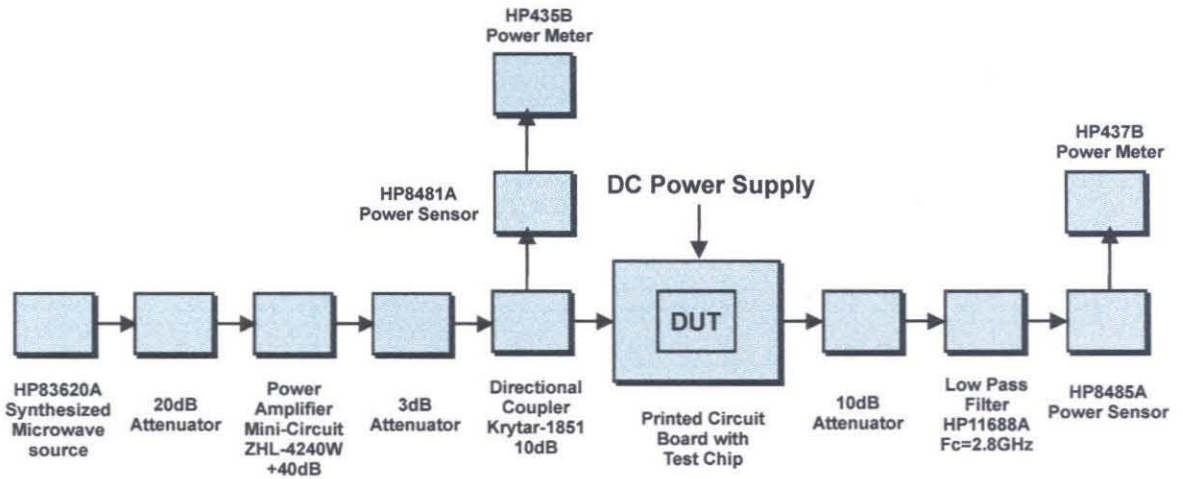 HP435B
Power Meter
HP437B
Power Meter
HP8481A
Power Sensor
DC Power Supply
DUT
HP83620A
Synthesized
Microwave
source
20dB
Attenuator
Power
Amplifier
Mini-Circuit
ZHL-4240W
+40dB
3dB
Attenuator
Directional
Coupler
Krytar-1851
10dB
Printed Circuit
Board with
Test Chip
10dB
Attenuator
Low Pass
Filter
HP11688A
Fc=2.8GHz
HP8485A
Power Sensor